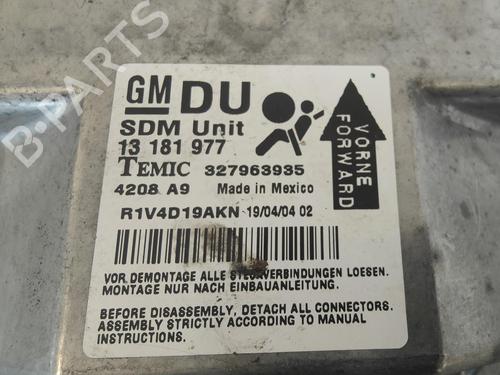 GM DU
SDM Unit
13 181 977
TEMIC 327963935
4208 A9 Made in Mexico
R1V4D19AKN 19/04/04 02
VORNE
FORWARD
VOR DEMONTAGE ALLE STECKVERBINDUNGEN LOESEN.
MONTAGE NUR NACH EINBAUANLEITUNG.
BEFORE DISASSEMBLY, DETACH ALL CONNECTORS.
ASSEMBLY STRICTLY ACCORDING TO MANUAL
INSTRUCTIONS.